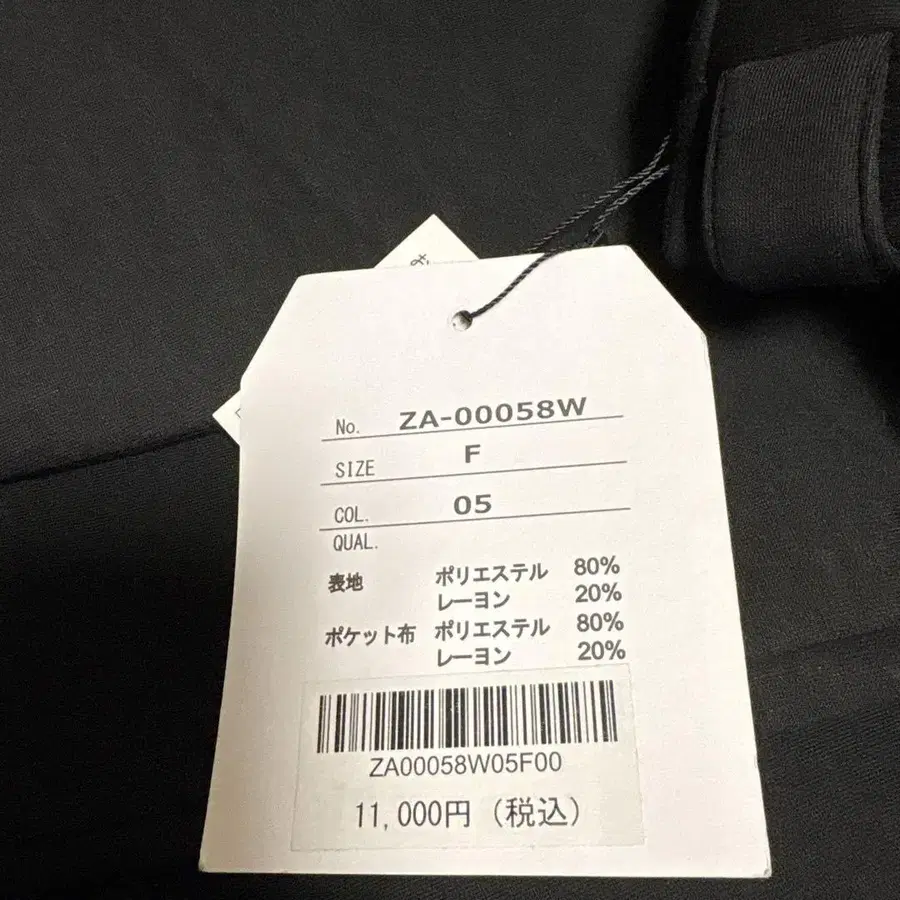 No. ZA-00058W
SIZE F
COL. 05
QUAL.
表地 ポリエステル 80%
レーヨン 20%
ポケット布 ポリエステル 80%
レーヨン 20%
ZA00058W05F00
11,000円 (税込)